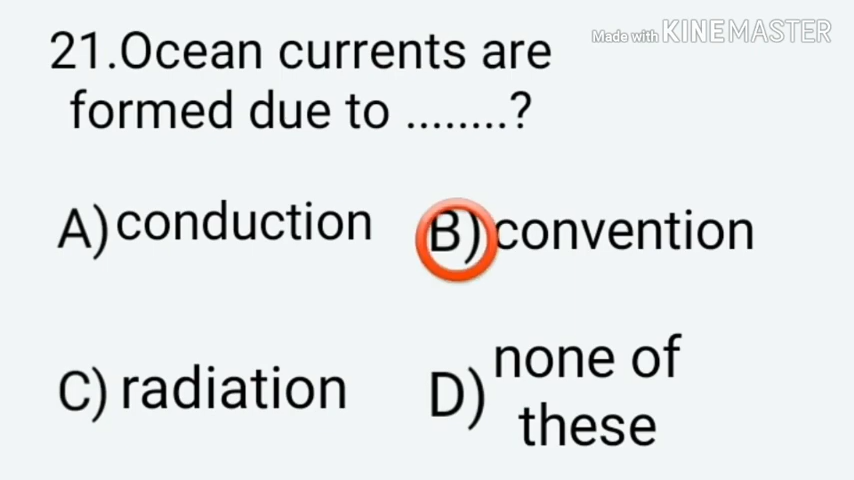 Made with KINEMASTER
21.Ocean currents are
formed due to ........?
A) conduction
B) convention
C) radiation
D) none of
these